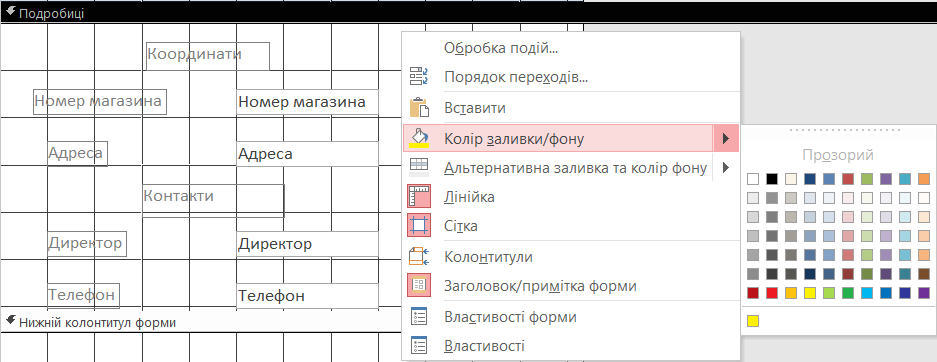 Подробиці
Координати
Номер магазина Номер магазина
Адреса Адреса
Контакти
Директор Директор
Телефон Телефон
Нижній колонтитул форми
Обробка подій...
Порядок переходів...
Вставити
Колір заливки/фону
Альтернативна заливка та колір фону
Лінійка
Сітка
Колонтитули
Заголовок/примітка форми
Властивості форми
Властивості
Прозорий